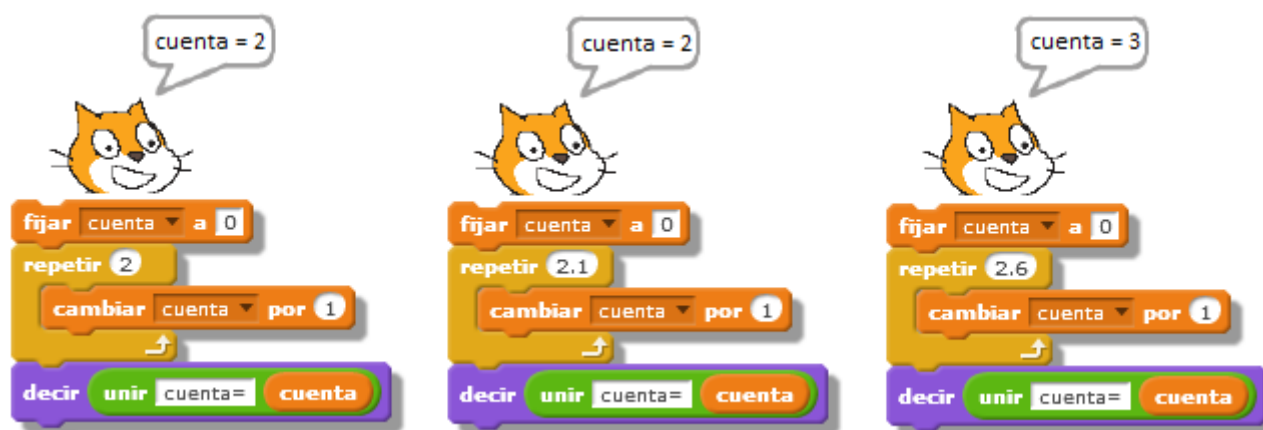 cuenta = 2
fijar cuenta a 0
repetir 2
cambiar cuenta por 1
decir unir cuenta= cuenta
cuenta = 2
fijar cuenta a 0
repetir 2.1
cambiar cuenta por 1
decir unir cuenta= cuenta
cuenta = 3
fijar cuenta a 0
repetir 2.6
cambiar cuenta por 1
decir unir cuenta= cuenta